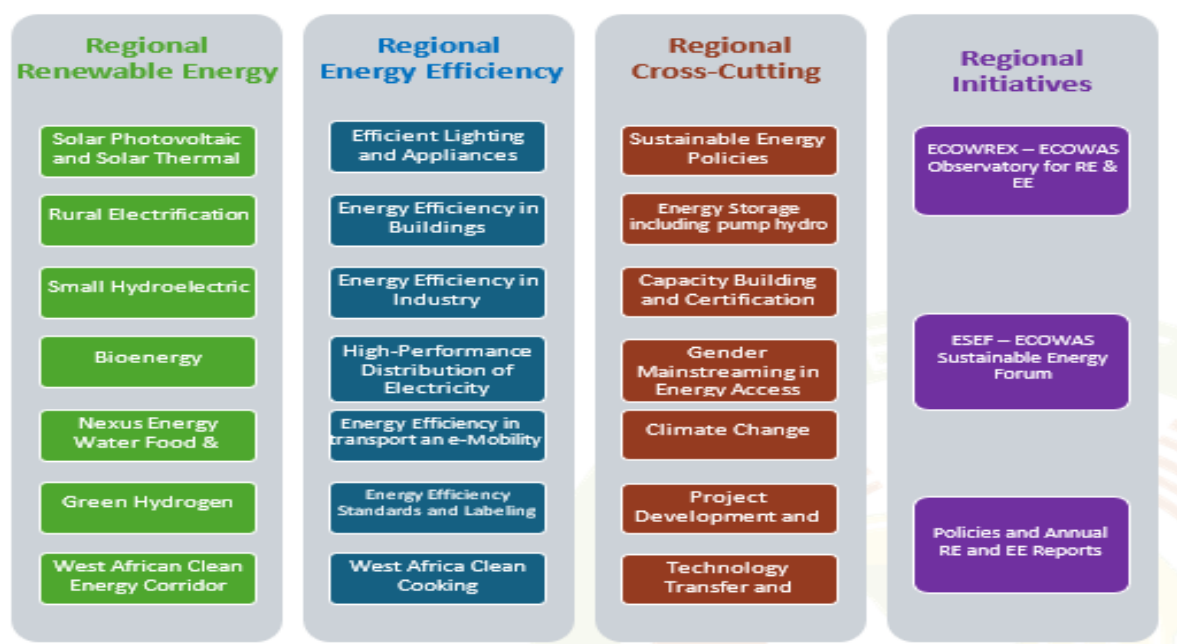 Regional
Renewable Energy
Solar Photovoltaic
and Solar Thermal
Rural Electrification
Small Hydroelectric
Bioenergy
Nexus Energy
Water Food &
Green Hydrogen
West African Clean
Energy Corridor
Regional
Energy Efficiency
Efficient Lighting
and Appliances
Energy Efficiency in
Buildings
Energy Efficiency in
Industry
High-Performance
Distribution of
Electricity
Energy Efficiency in
transport an e-Mobility
Energy Efficiency
Standards and Labeling
West Africa Clean
Cooking
Regional
Cross-Cutting
Sustainable Energy
Policies
Energy Storage
including pump hydro
Capacity Building
and Certification
Gender
Mainstreaming in
Energy Access
Climate Change
Project
Development and
Technology
Transfer and
Regional
Initiatives
ECOWREX – ECOWAS
Observatory for RE &
EE
ESEF – ECOWAS
Sustainable Energy
Forum
Policies and Annual
RE and EE Reports